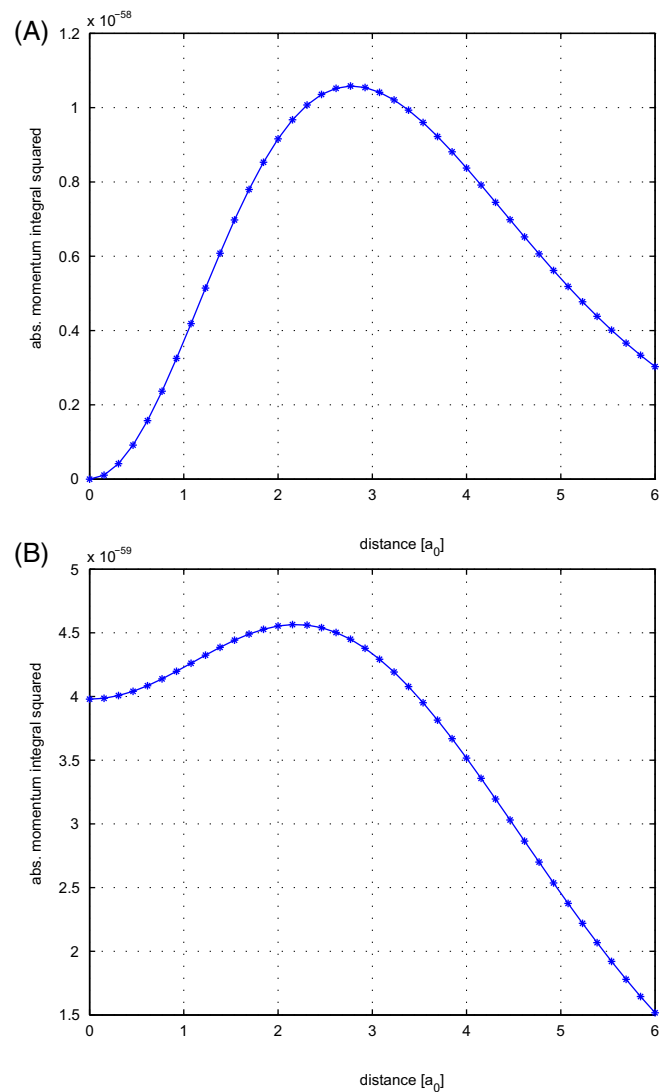 (A)
x 10⁻⁵⁸
1.2
1
0.8
0.6
0.4
0.2
0
abs. momentum integral squared
0 1 2 3 4 5 6
distance [a₀]
(B)
x 10⁻⁵⁹
5
4.5
4
3.5
3
2.5
2
1.5
abs. momentum integral squared
0 1 2 3 4 5 6
distance [a₀]